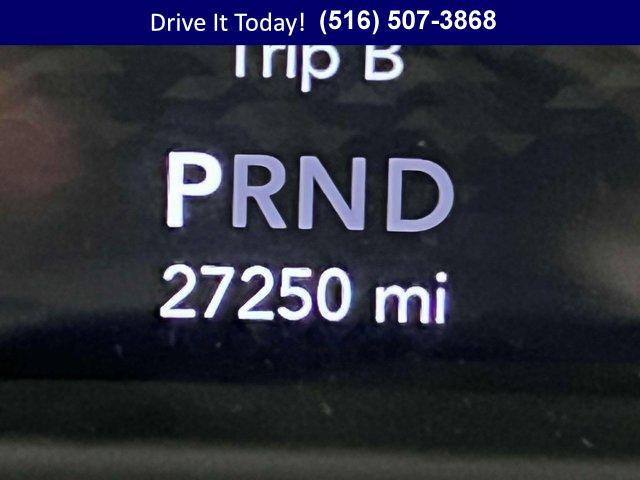 Drive It Today! (516) 507-3868
Trip B
PRND
27250 mi